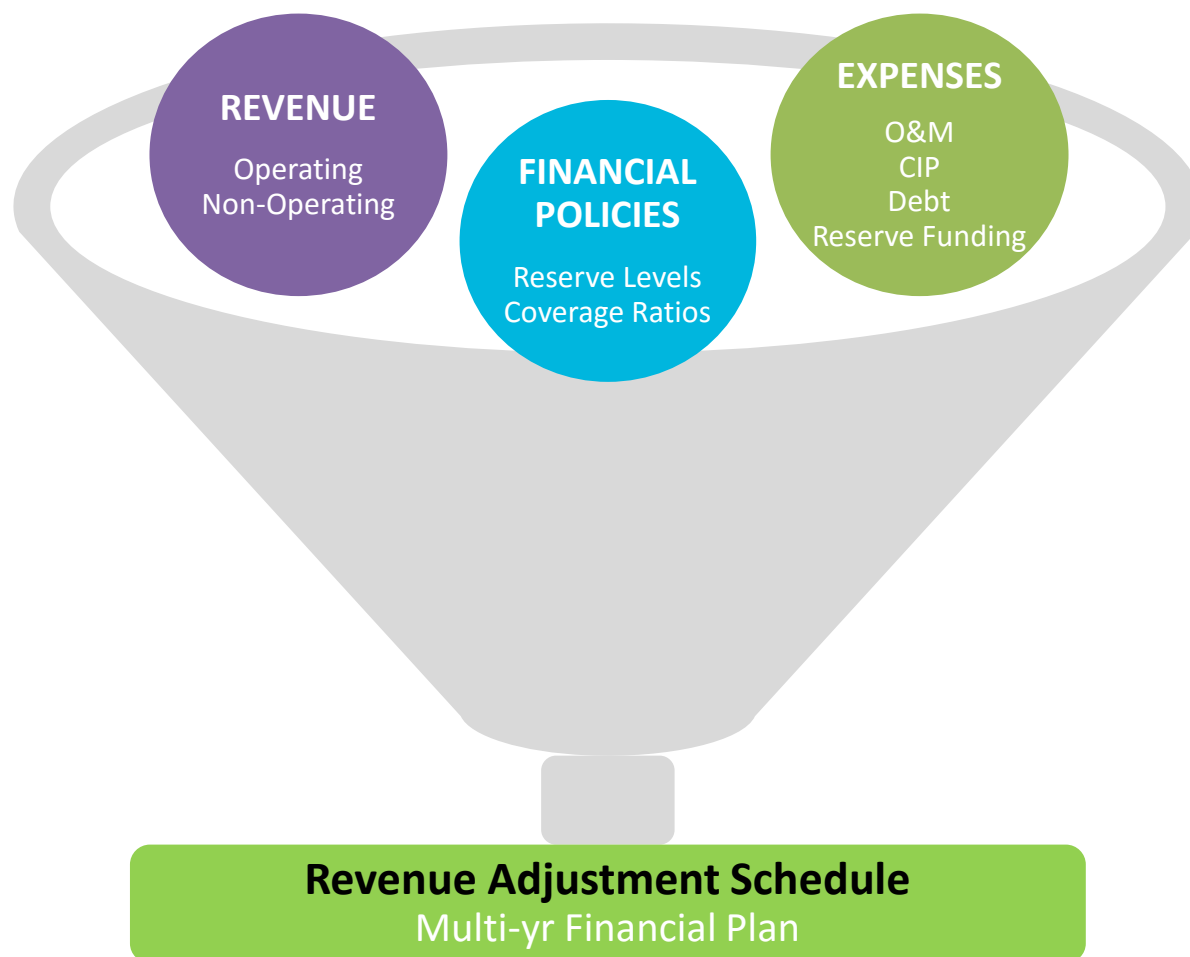 REVENUE
Operating
Non-Operating
FINANCIAL
POLICIES
Reserve Levels
Coverage Ratios
EXPENSES
O&M
CIP
Debt
Reserve Funding
Revenue Adjustment Schedule
Multi-yr Financial Plan